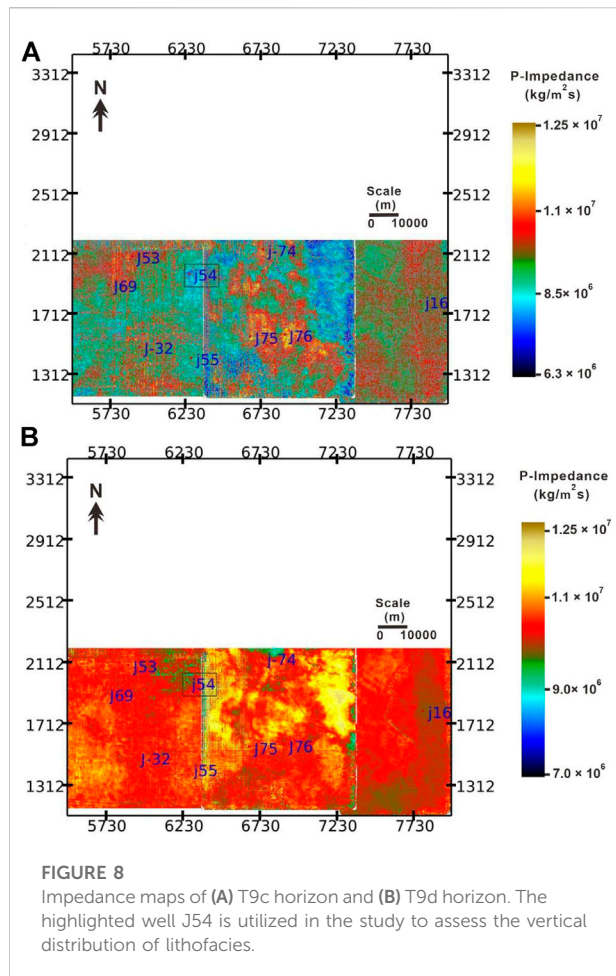 A
5730 6230 6730 7230 7730
3312 3312
N
2912 2912
2512 2512
Scale
(m)
10000
2112 2112
J53
j-74
j54
J69
j16
1712 1712
J-32
J75 J76
j55
1312 1312
5730 6230 6730 7230 7730
P-Impedance
(kg/m²s)
1.25 × 10⁷
1.1 × 10⁷
8.5× 10⁶
6.3 × 10⁶
B
5730 6230 6730 7230 7730
3312 3312
N
2912 2912
2512 2512
Scale
(m)
10000
2112 2112
J53
J-74
j54
J69
j16
1712 1712
J-32
J75 J76
j55
1312 1312
5730 6230 6730 7230 7730
P-Impedance
(kg/m²s)
1.25 × 10⁷
1.1 × 10⁷
9.0 × 10⁶
7.0 × 10⁶
FIGURE 8
Impedance maps of (A) T9c horizon and (B) T9d horizon. The
highlighted well J54 is utilized in the study to assess the vertical
distribution of lithofacies.